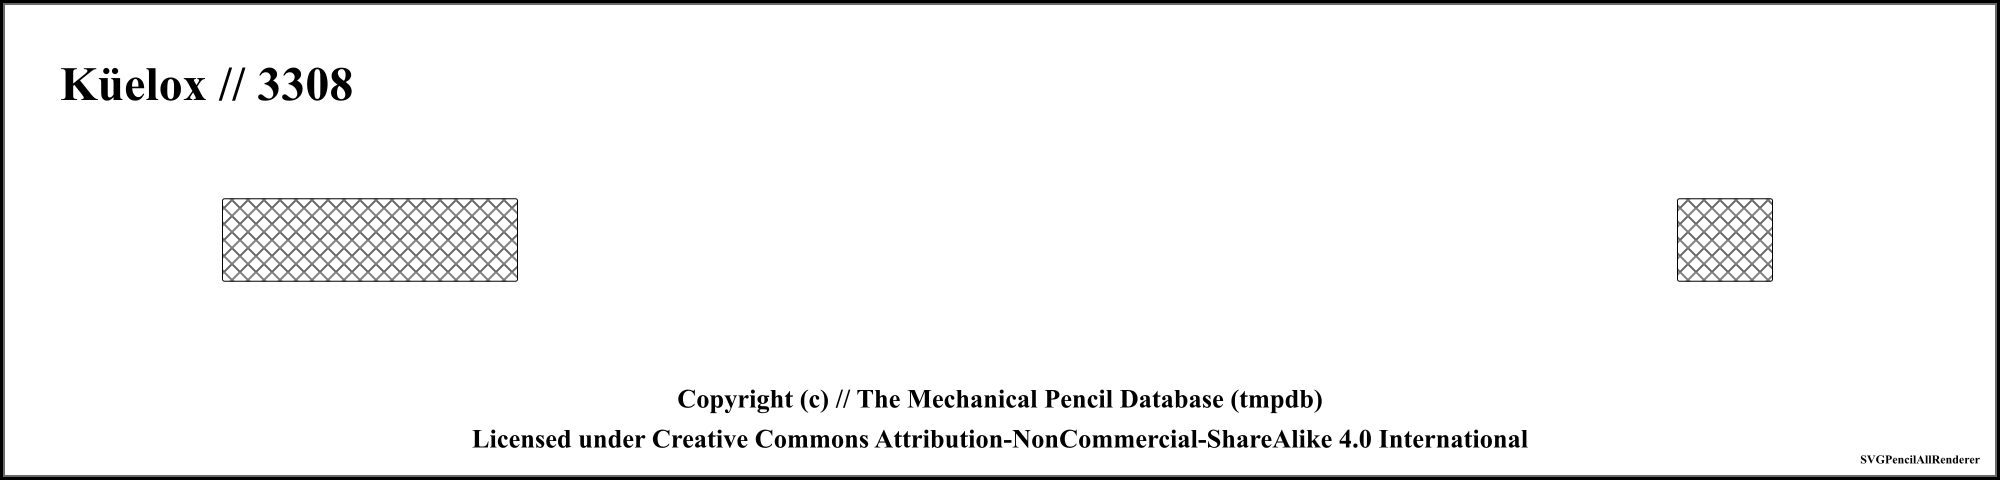 Küelox // 3308
Copyright (c) // The Mechanical Pencil Database (tmpdb)
Licensed under Creative Commons Attribution-NonCommercial-ShareAlike 4.0 International
SVGPencilAllRenderer